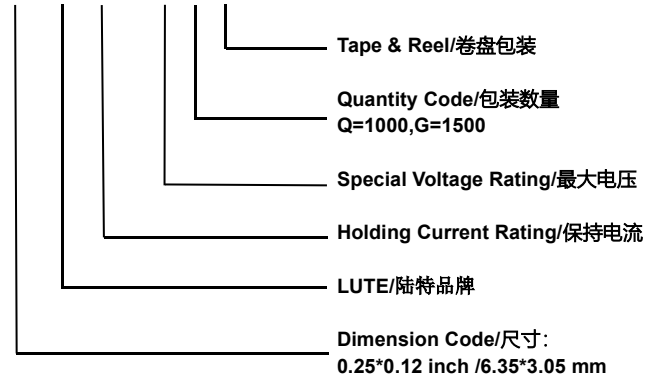 Tape & Reel/卷盘包装
Quantity Code/包装数量
Q=1000,G=1500
Special Voltage Rating/最大电压
Holding Current Rating/保持电流
LUTE/陆特品牌
Dimension Code/尺寸：
0.25*0.12 inch /6.35*3.05 mm